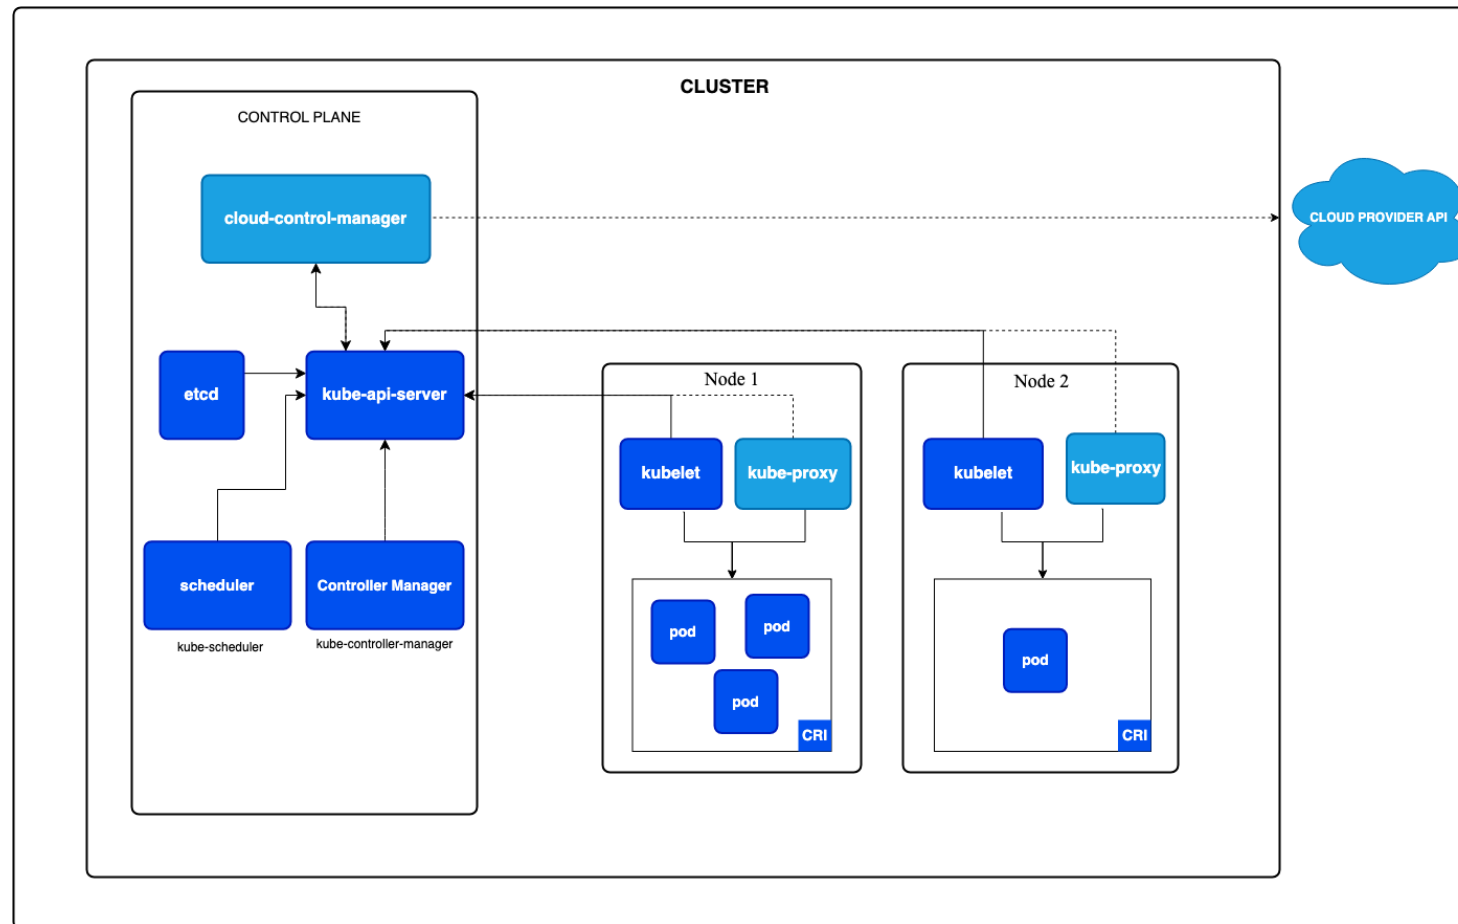 CLUSTER
CONTROL PLANE
cloud-control-manager
CLOUD PROVIDER API
etcd
kube-api-server
scheduler
kube-scheduler
Controller Manager
kube-controller-manager
Node 1
kubelet
kube-proxy
pod
pod
pod
CRI
Node 2
kubelet
kube-proxy
pod
CRI